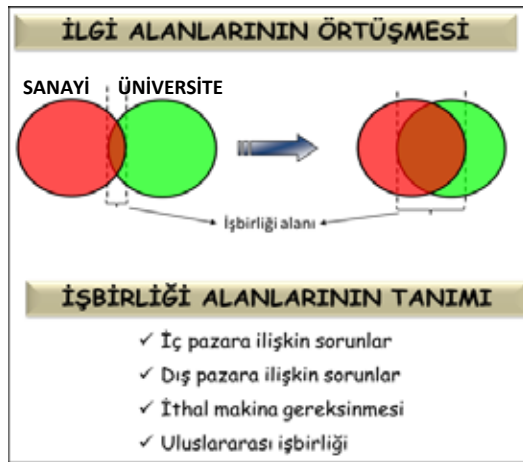 İLGİ ALANLARININ ÖRTÜŞMESİ
SANAYİ ÜNİVERSİTE
İşbirliği alanı
İŞBİRLİĞİ ALANLARININ TANIMI
✓ İç pazara ilişkin sorunlar
✓ Dış pazara ilişkin sorunlar
✓ İthal makina gereksinmesi
✓ Uluslararası işbirliği